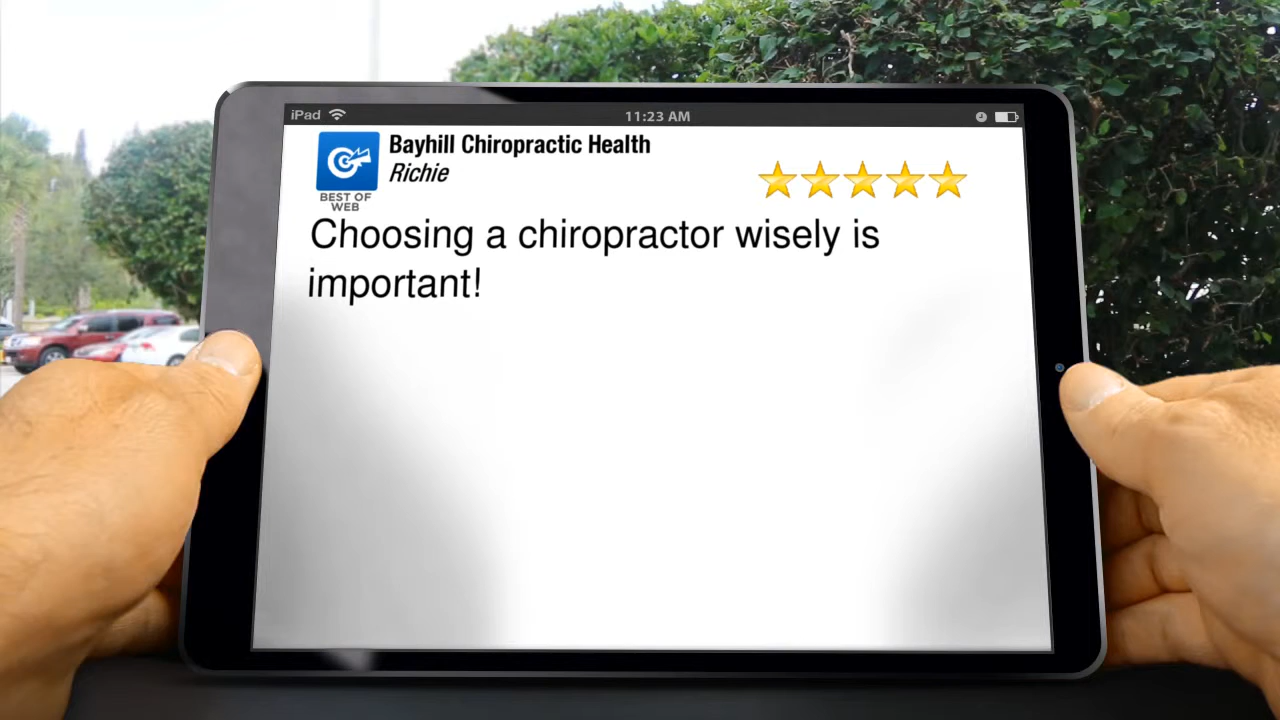 iPad
11:23 AM
Bayhill Chiropractic Health
Richie
BEST OF
WEB
Choosing a chiropractor wisely is
important!